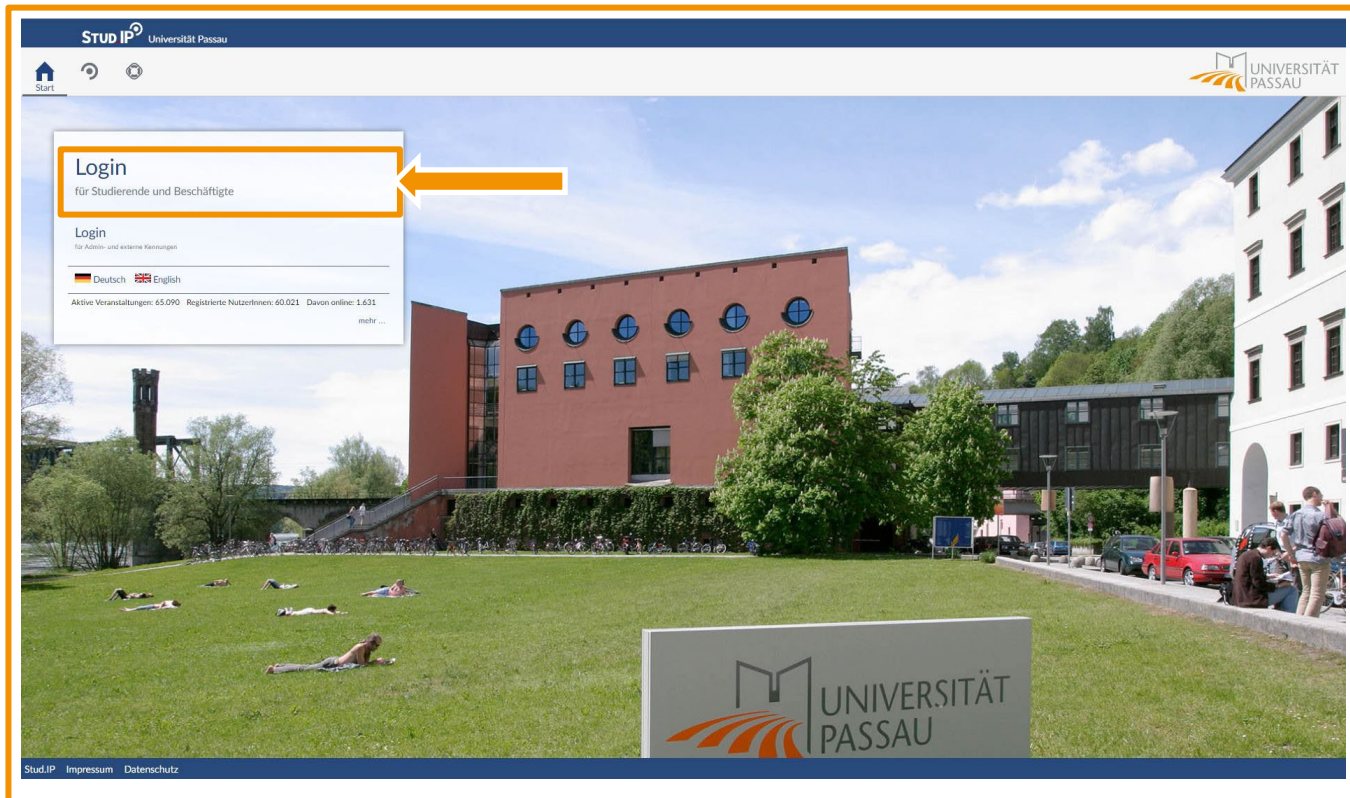 STUD IP Universität Passau
Start
UNIVERSITÄT
PASSAU
Login
für Studierende und Beschäftigte
Login
für Admin- und externe Kennungen
Deutsch English
Aktive Veranstaltungen: 65.090 Registrierte NutzerInnen: 60.021 Davon online: 1.631
mehr ...
UNIVERSITÄT
PASSAU
Stud.IP Impressum Datenschutz